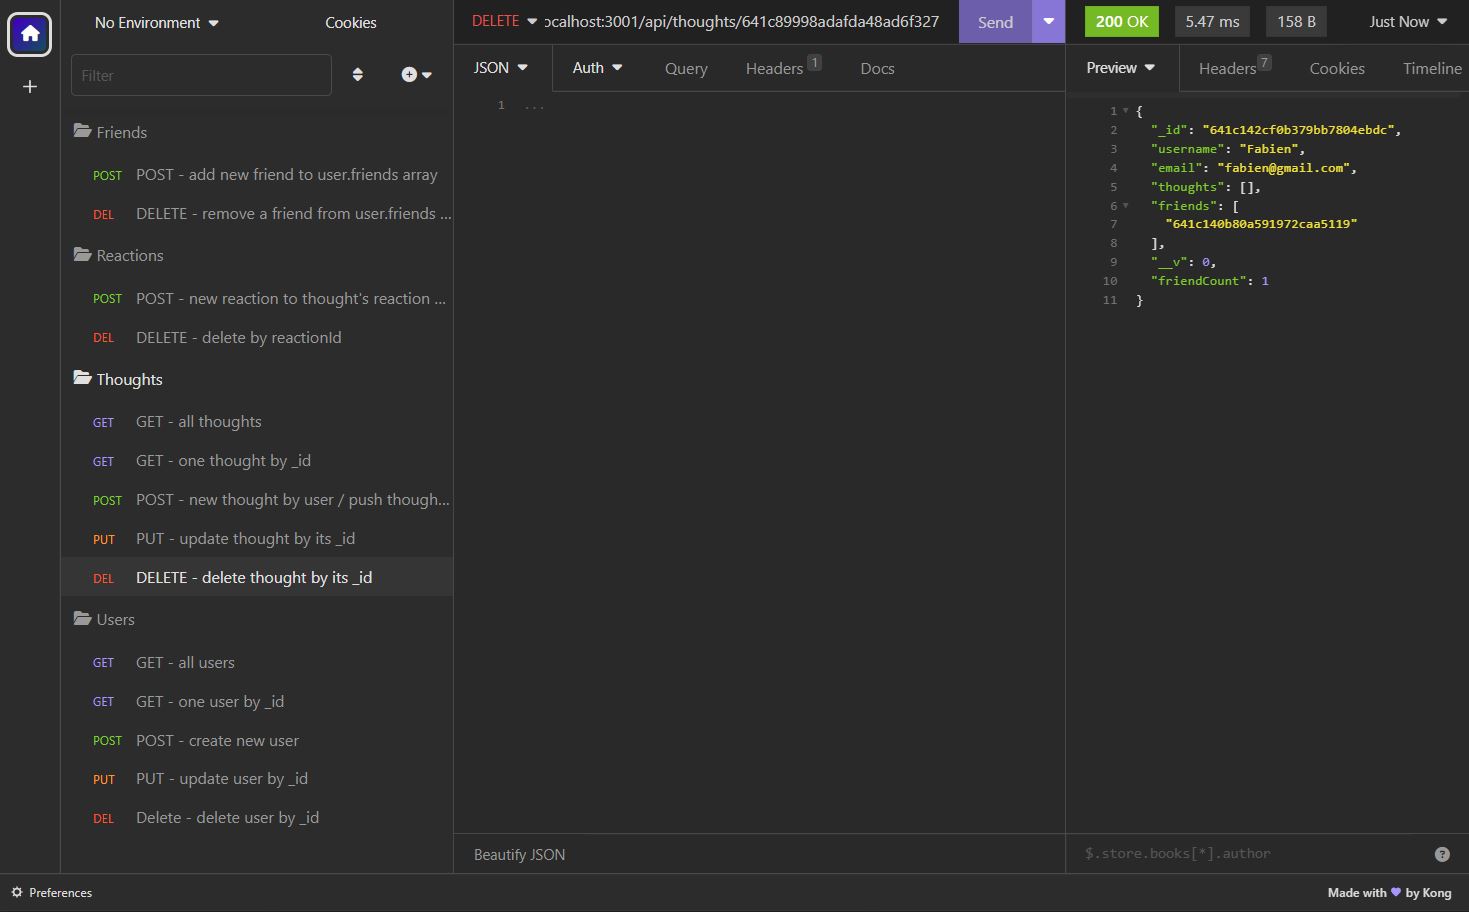 No Environment
Cookies
Filter
Friends
POST POST - add new friend to user.friends array
DEL DELETE - remove a friend from user.friends ...
Reactions
POST POST - new reaction to thought's reaction ...
DEL DELETE - delete by reactionId
Thoughts
GET GET - all thoughts
GET GET - one thought by _id
POST POST - new thought by user / push though...
PUT PUT - update thought by its _id
DEL DELETE - delete thought by its _id
Users
GET GET - all users
GET GET - one user by _id
POST POST - create new user
PUT PUT - update user by _id
DEL Delete - delete user by _id
Preferences
DELETE ocalhost:3001/api/thoughts/641c89998adafda48ad6f327 Send
JSON Auth Query Headers 1 Docs
1 ...
Beautify JSON
200 OK 5.47 ms 158 B Just Now
Preview Headers 7 Cookies Timeline
1 {
2 "_id": "641c142cf0b379bb7804ebdc",
3 "username": "Fabien",
4 "email": "fabien@gmail.com",
5 "thoughts": [],
6 "friends": [
7 "641c140b80a591972caa5119"
8 ],
9 "__v": 0,
10 "friendCount": 1
11 }
$.store.books[*].author
?
Made with 💜 by Kong